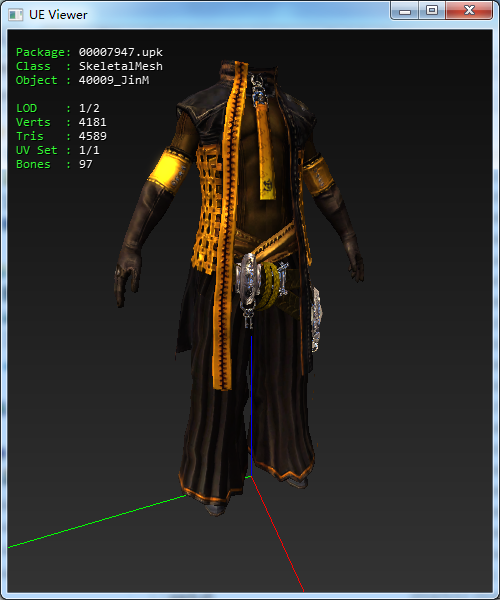 UE Viewer
Package: 00007947.upk
Class : SkeletalMesh
Object : 40009_JinM
LOD : 1/2
Verts : 4181
Tris : 4589
UV Set : 1/1
Bones : 97